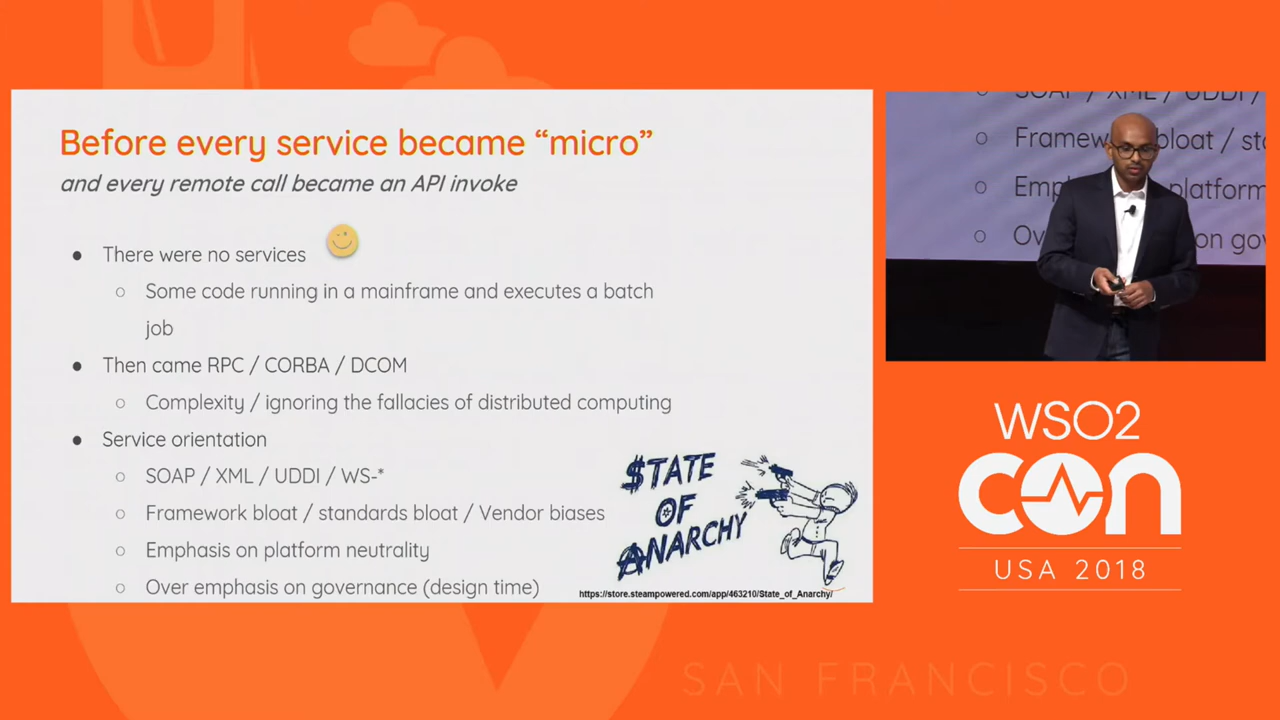 Before every service became “micro”
and every remote call became an API invoke
● There were no services
○ Some code running in a mainframe and executes a batch
job
● Then came RPC / CORBA / DCOM
○ Complexity / ignoring the fallacies of distributed computing
● Service orientation
○ SOAP / XML / UDDI / WS-*
○ Framework bloat / standards bloat / Vendor biases
○ Emphasis on platform neutrality
○ Over emphasis on governance (design time)
$TATE
OF
ANARCHY
https://store.steampowered.com/app/463210/State_of_Anarchy/
SOAP / XML / UDDI /
○ Framew bloat / sta
○ Emp platform
○ Ov on gov
WSO2
con
USA 2018
SAN FRANCISCO